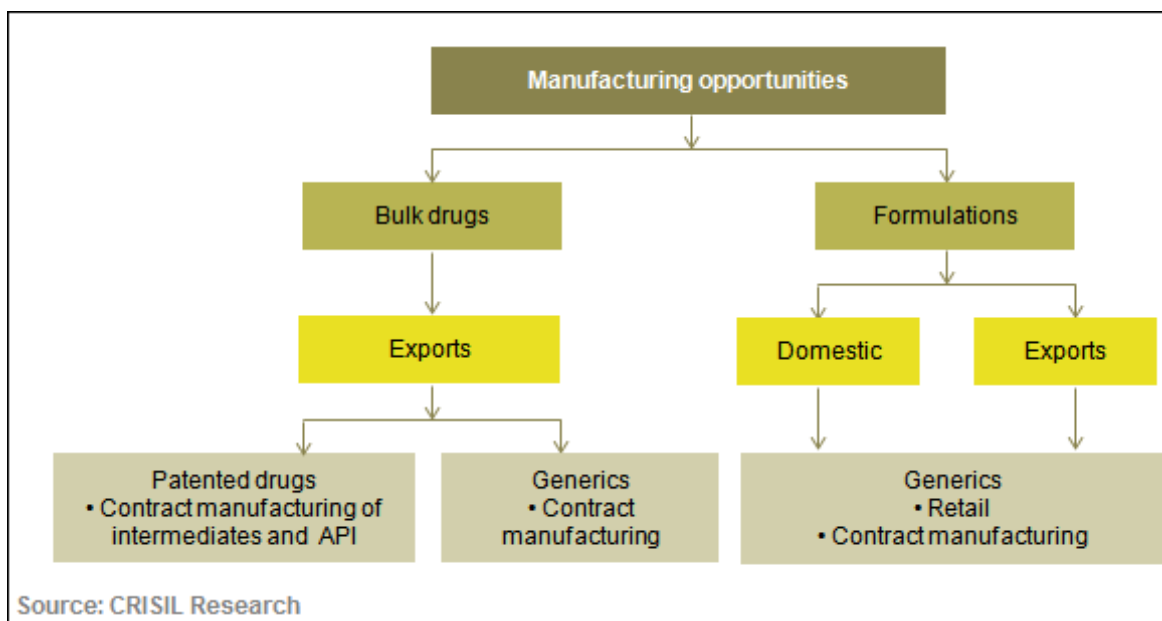 Manufacturing opportunities
Bulk drugs
Formulations
Exports
Domestic
Exports
Patented drugs
• Contract manufacturing of
intermediates and API
Generics
• Contract
manufacturing
Generics
• Retail
• Contract manufacturing
Source: CRISIL Research